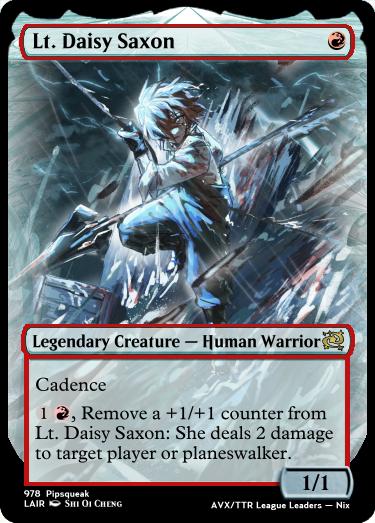 Lt. Daisy Saxon
Legendary Creature — Human Warrior
Cadence
1 , Remove a +1/+1 counter from
Lt. Daisy Saxon: She deals 2 damage
to target player or planeswalker.
1/1
978 Pipsqueak
LAIR Shi Qi Cheng
AVX/TTR League Leaders — Nix